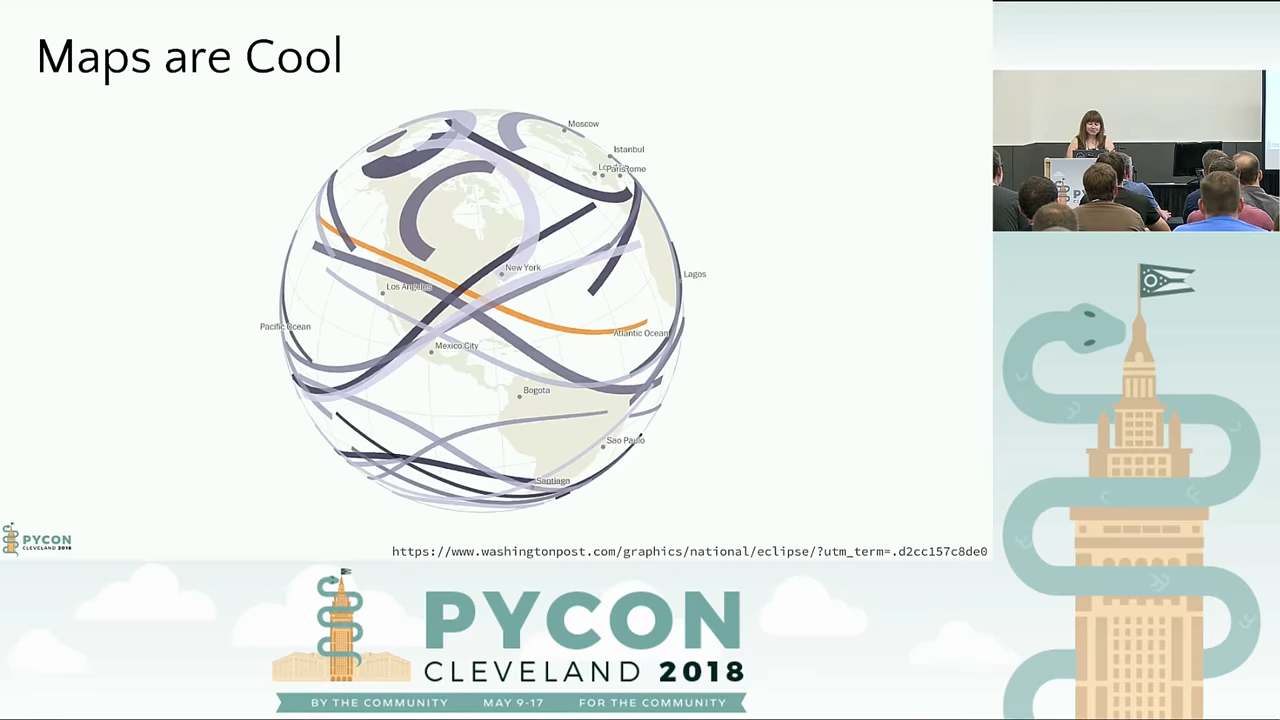 Maps are Cool
Moscow
Istanbul
Paris
Rome
New York
Los Angeles
Lagos
Pacific Ocean
Atlantic Ocean
Mexico City
Bogota
Sao Paulo
Santiago
PYCON
CLEVELAND 2018
https://www.washingtonpost.com/graphics/national/eclipse/?utm_term=.d2cc157c8de0
PYCON
CLEVELAND 2018
BY THE COMMUNITY MAY 9-17 FOR THE COMMUNITY